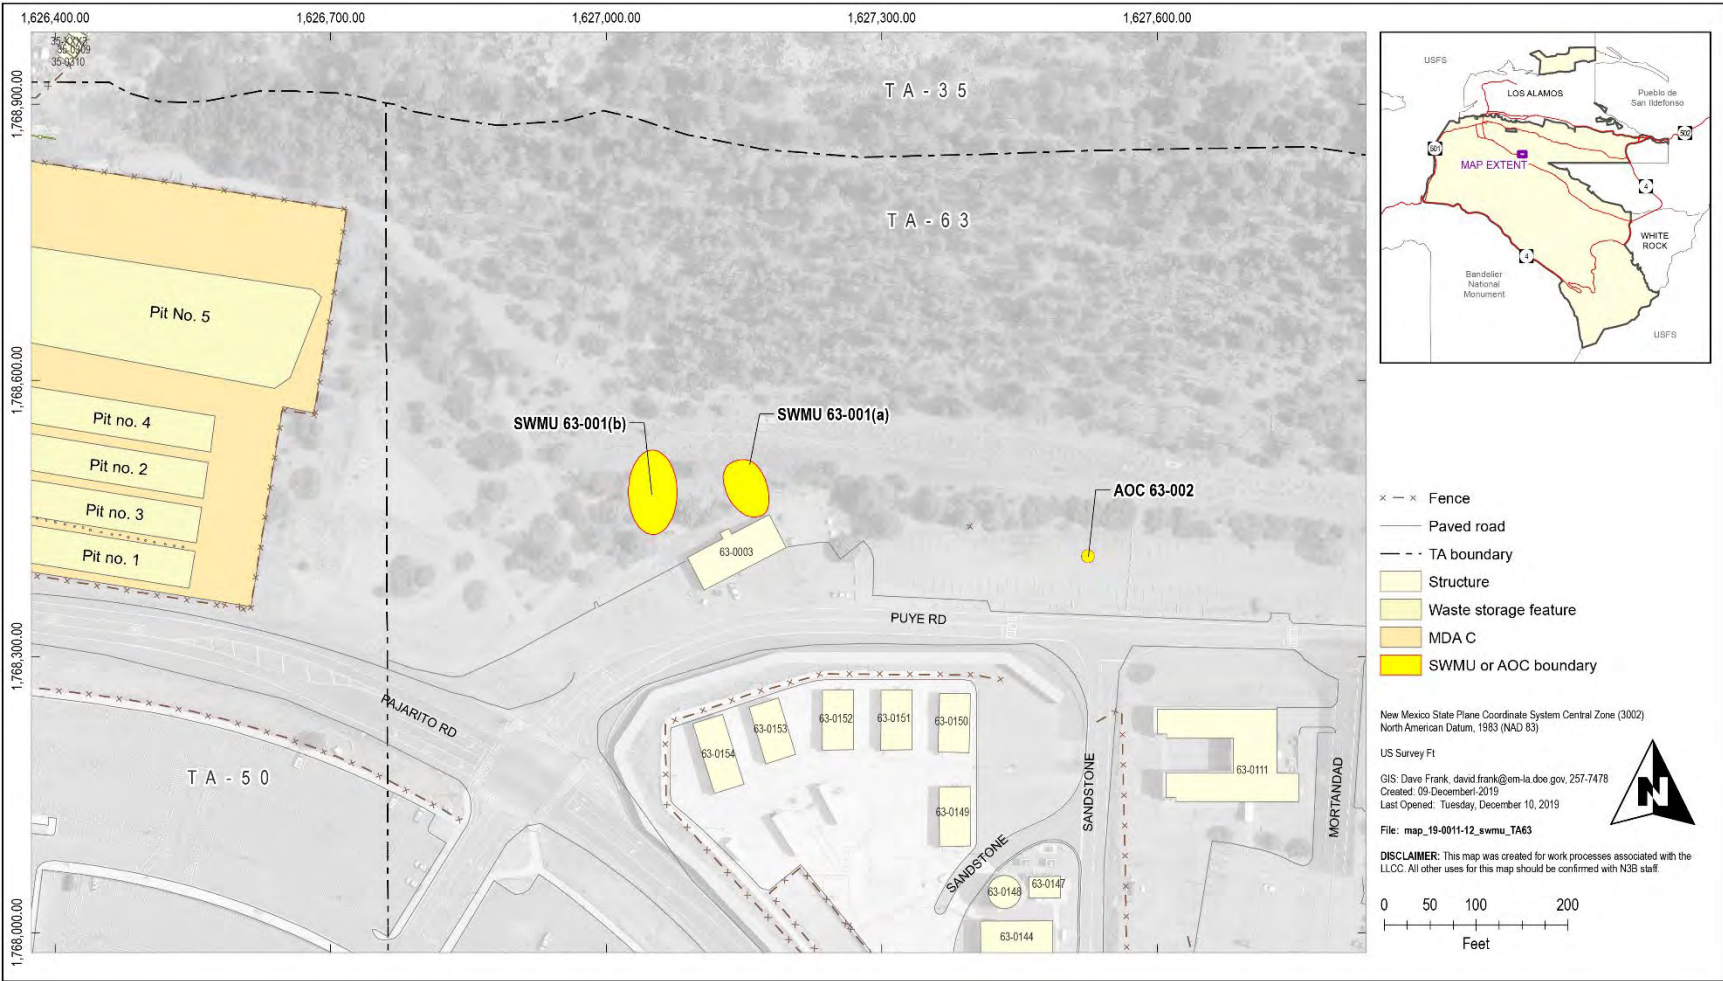 1,626,400.00
1,626,700.00
1,627,000.00
1,627,300.00
1,627,600.00
1,768,900.00
1,768,600.00
1,768,300.00
1,768,000.00
35-0309
35-0310
TA-35
TA-63
TA-50
Pit No. 5
Pit no. 4
Pit no. 2
Pit no. 3
Pit no. 1
SWMU 63-001(b)
SWMU 63-001(a)
AOC 63-002
63-0003
PUYE RD
PAJARITO RD
63-0154
63-0153
63-0152
63-0151
63-0150
63-0149
63-0111
SANDSTONE
SANDSTONE
MORTANDAD
63-0148
63-0147
63-0144
USFS
LOS ALAMOS
Pueblo de
San Ildefonso
502
501
MAP EXTENT
4
WHITE
ROCK
4
Bandelier
National
Monument
USFS
Fence
Paved road
TA boundary
Structure
Waste storage feature
MDA C
SWMU or AOC boundary
New Mexico State Plane Coordinate System Central Zone (3002)
North American Datum, 1983 (NAD 83)
US Survey Ft
GIS: Dave Frank, david.frank@em-la.doe.gov, 257-7478
Created: 09-Decemberl-2019
Last Opened: Tuesday, December 10, 2019
File: map_19-0011-12_swmu_TA63
DISCLAIMER: This map was created for work processes associated with the
LLCC. All other uses for this map should be confirmed with N3B staff.
N
0 50 100 200
Feet